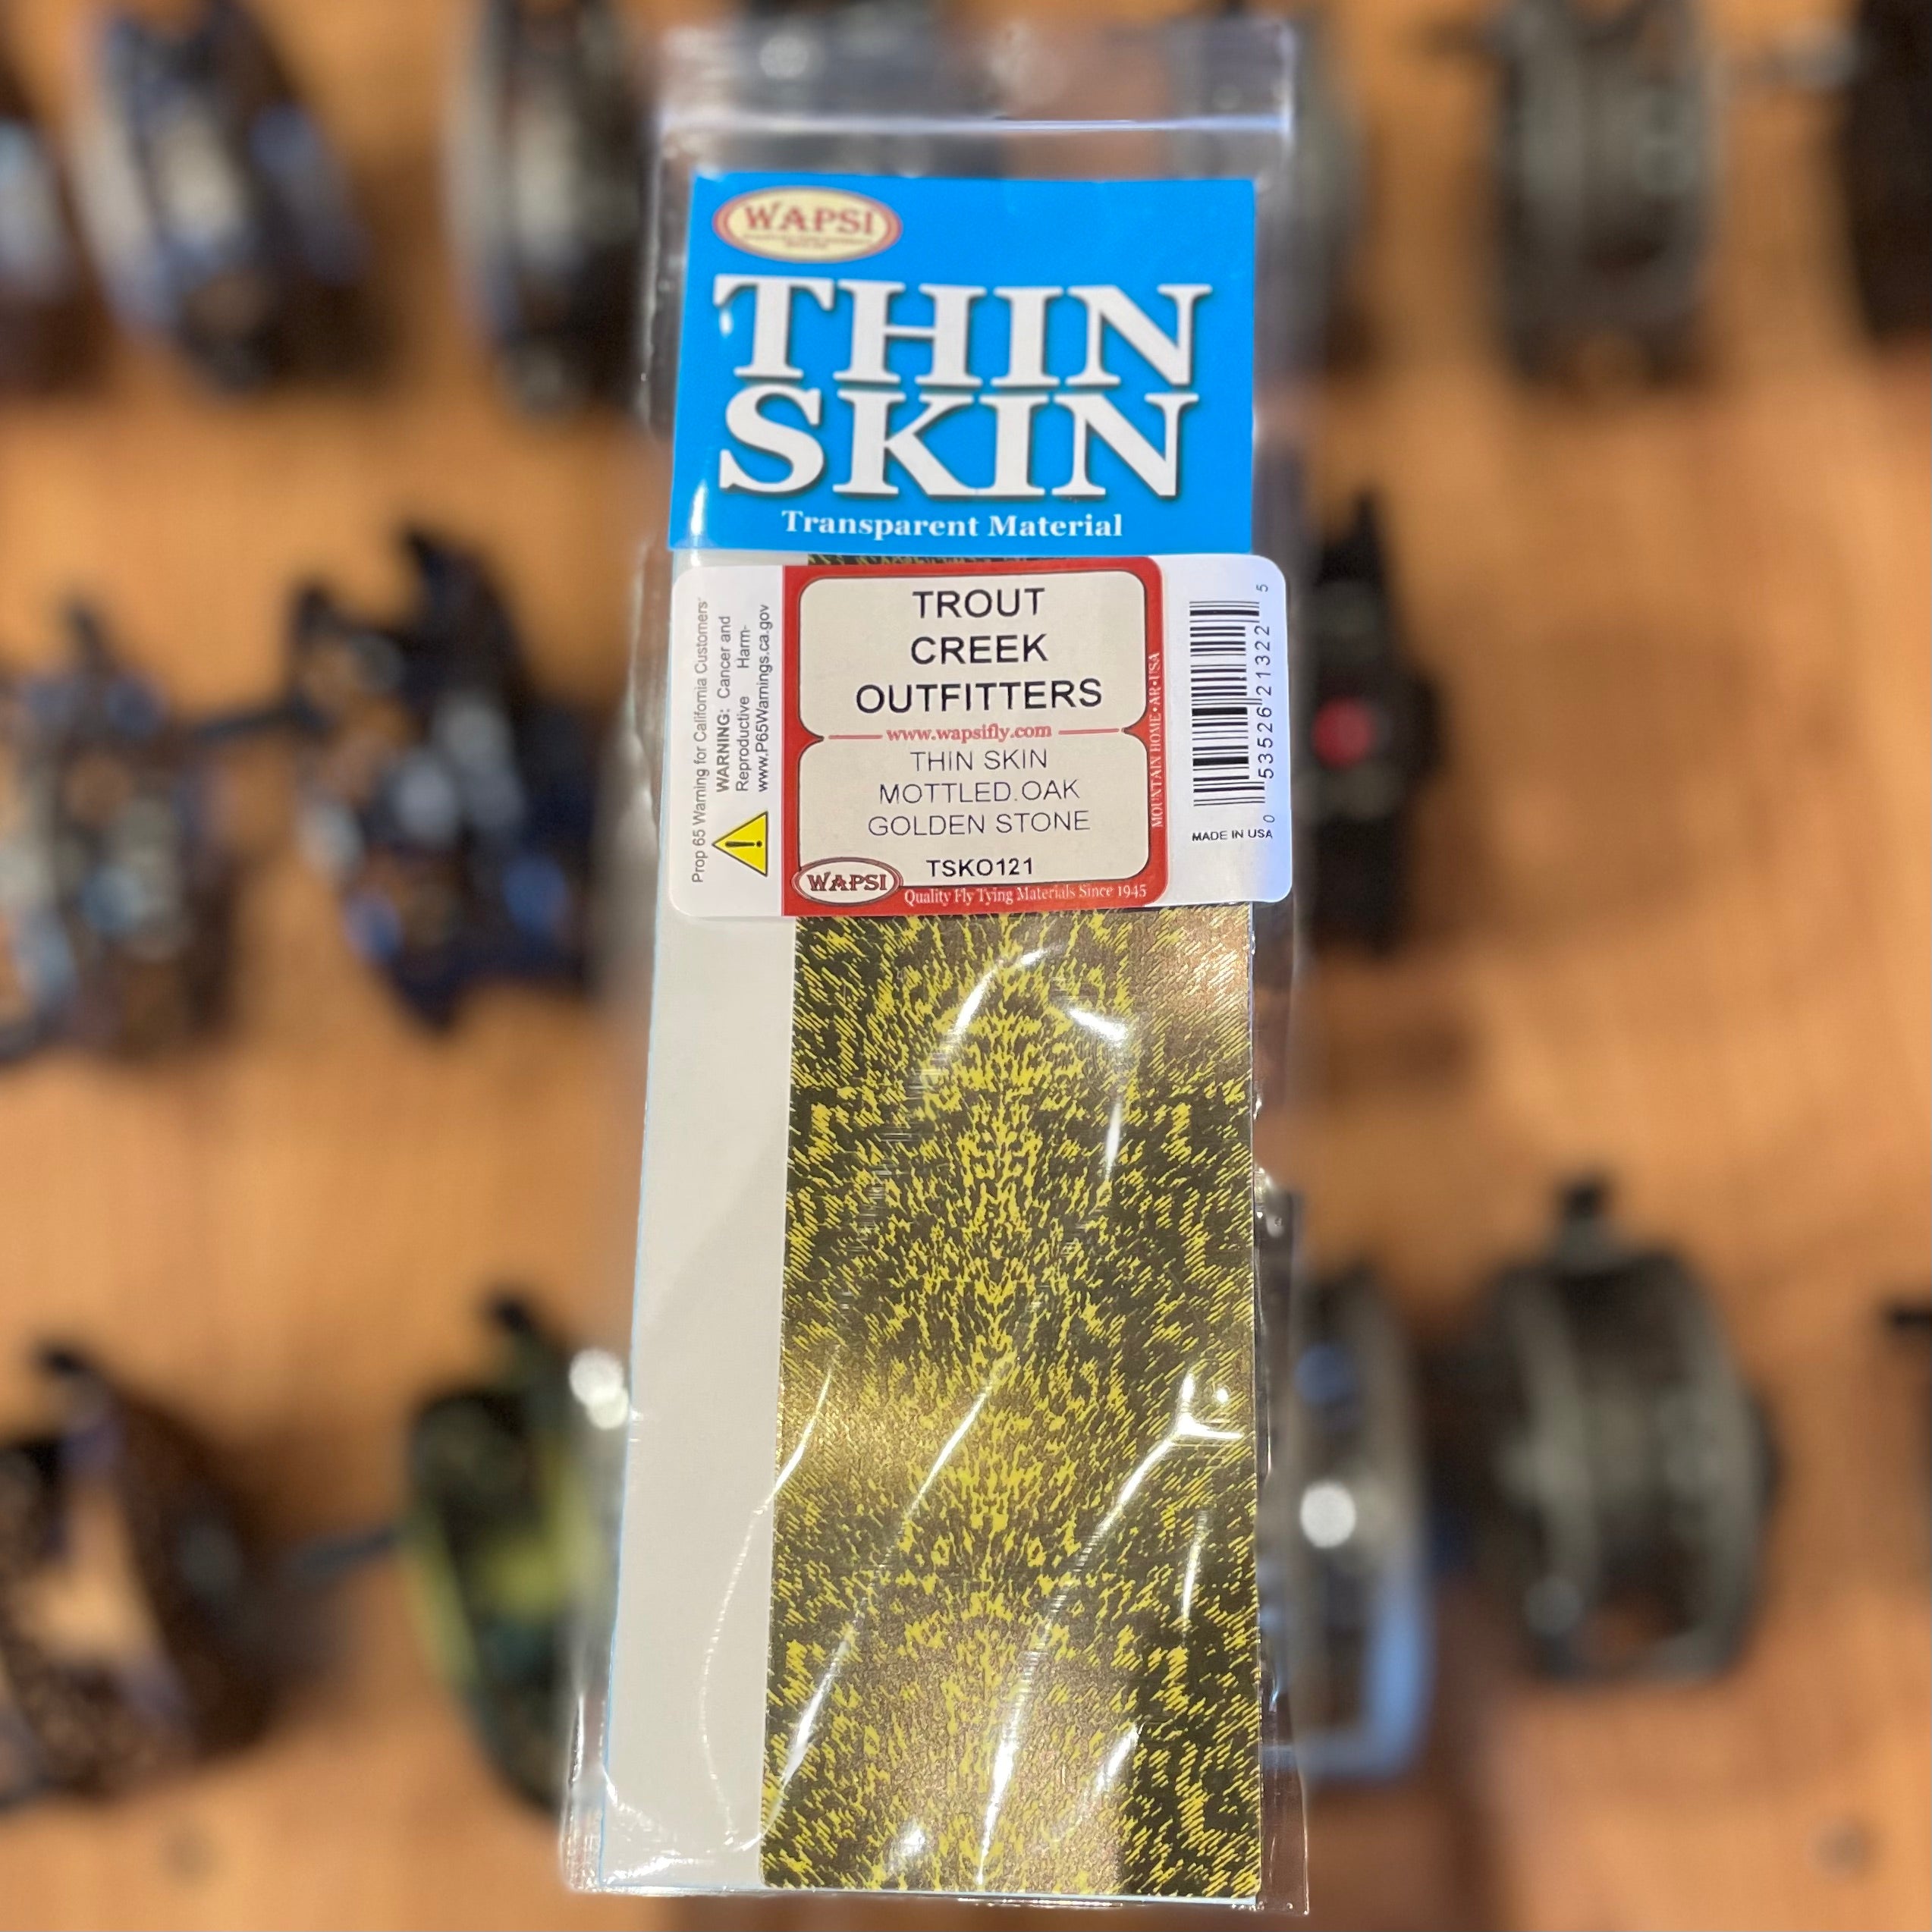 WAPSI
THIN
SKIN
Transparent Material
Prop 65 Warning for California Customers'
WARNING: Cancer and
Reproductive Harm-
www.P65Warnings.ca.gov
TROUT
CREEK
OUTFITTERS
www.wapsifly.com
THIN SKIN
MOTTLED.OAK
GOLDEN STONE
TSKO121
WAPSI
Quality Fly Tying Materials Since 1945
MOUNTAIN HOME•AR•USA
0 53526 21322 5
MADE IN USA